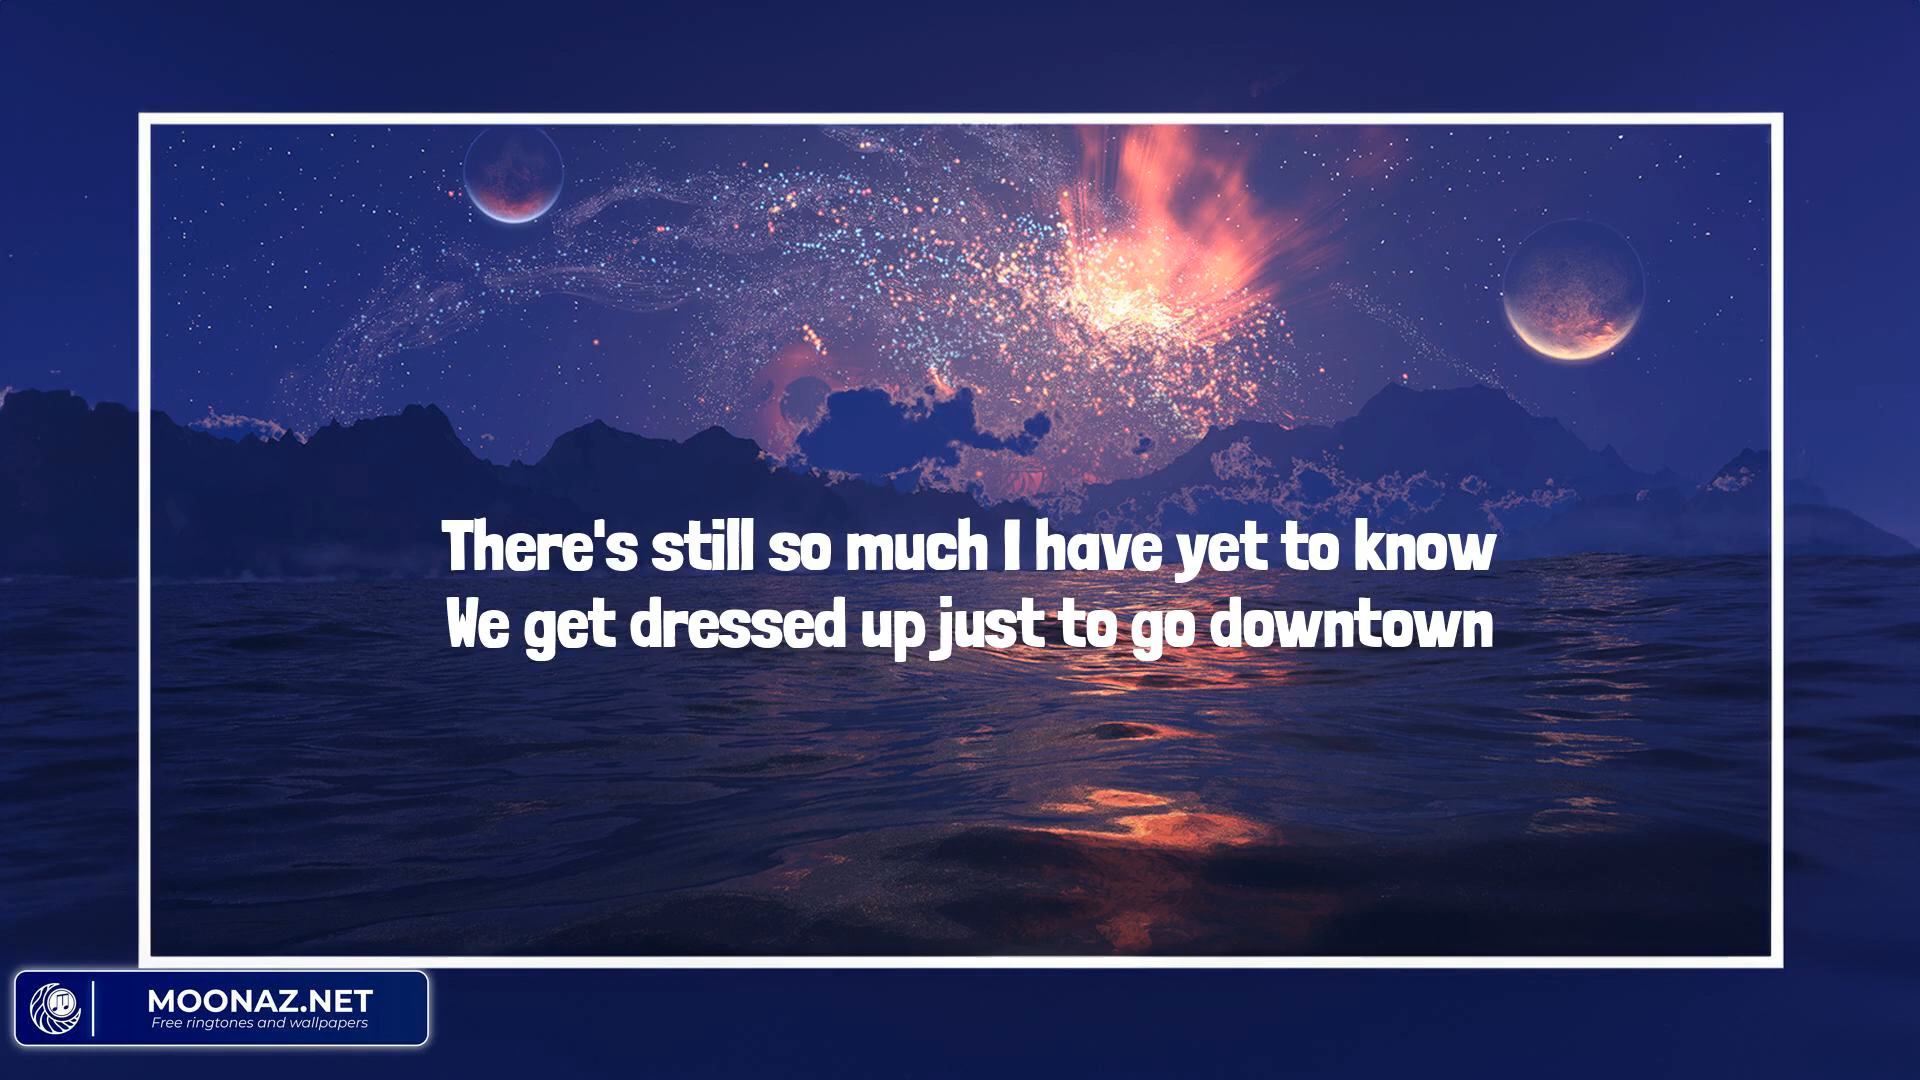 There's still so much I have yet to know
We get dressed up just to go downtown
MOONAZ.NET
Free ringtones and wallpapers